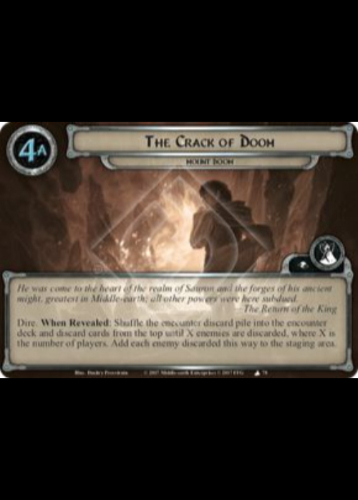 4A
THE CRACK OF DOOM
MOUNT DOOM
He was come to the heart of the realm of Sauron and the forges of his ancient
might, greatest in Middle-earth; all other powers were here subdued.
–The Return of the King
Dire. When Revealed: Shuffle the encounter discard pile into the encounter
deck and discard cards from the top until X enemies are discarded, where X is
the number of players. Add each enemy discarded this way to the staging area.
© 2017 Middle-earth Enterprises © 2017 FFG